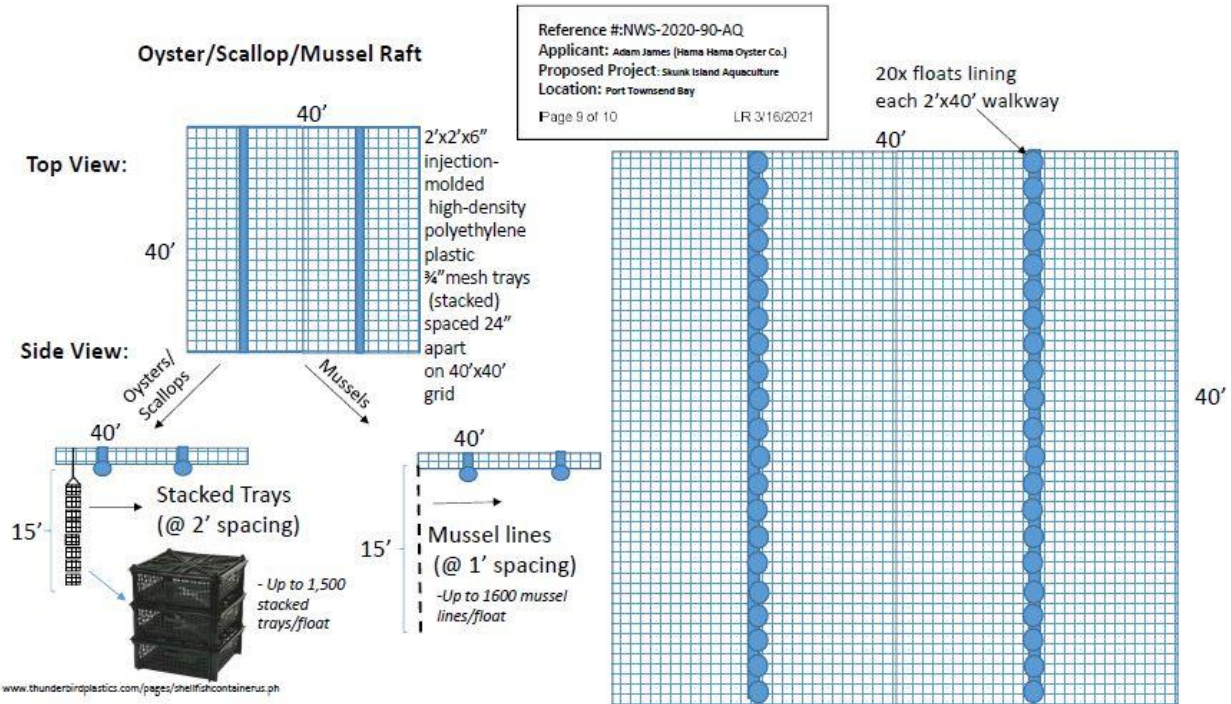 Oyster/Scallop/Mussel Raft
Reference #:NWS-2020-90-AQ
Applicant: Adam James (Hama Hama Oyster Co.)
Proposed Project: Skunk Island Aquaculture
Location: Port Townsend Bay
Page 9 of 10 LR 3/16/2021
Top View:
40’
40’
2’x2’x6”
injection-
molded
high-density
polyethylene
plastic
¾”mesh trays
(stacked)
spaced 24”
apart
on 40’x40’
grid
20x floats lining
each 2’x40’ walkway
40’
40’
Side View:
Oysters/
Scallops
Mussels
40’
15’
Stacked Trays
(@ 2’ spacing)
- Up to 1,500
stacked
trays/float
40’
15’
Mussel lines
(@ 1’ spacing)
-Up to 1600 mussel
lines/float
www.thunderbirdplastics.com/pages/shellfishcontainerus.ph